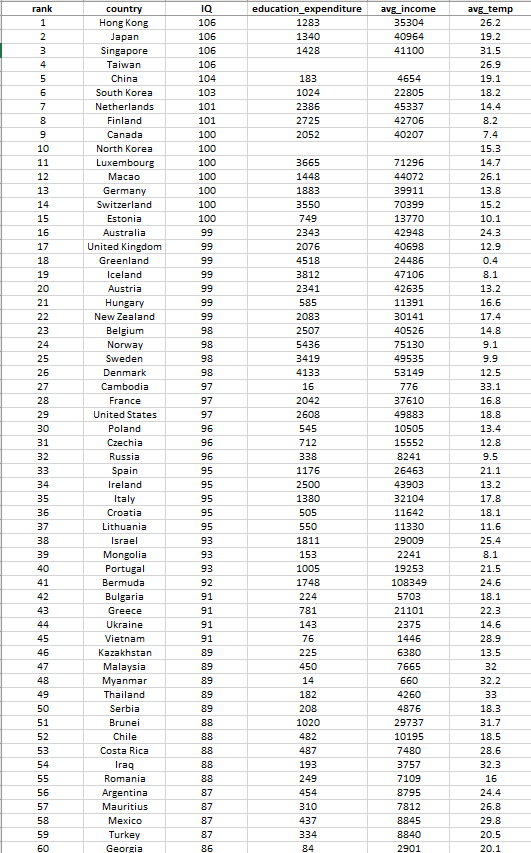 rank country IQ education_expenditure avg_income avg_temp
1 Hong Kong 106 1283 35304 26.2
2 Japan 106 1340 40964 19.2
3 Singapore 106 1428 41100 31.5
4 Taiwan 106 26.9
5 China 104 183 4654 19.1
6 South Korea 103 1024 22805 18.2
7 Netherlands 101 2386 45337 14.4
8 Finland 101 2725 42706 8.2
9 Canada 100 2052 40207 7.4
10 North Korea 100 15.3
11 Luxembourg 100 3665 71296 14.7
12 Macao 100 1448 44072 26.1
13 Germany 100 1883 39911 13.8
14 Switzerland 100 3550 70399 15.2
15 Estonia 100 749 13770 10.1
16 Australia 99 2343 42948 24.3
17 United Kingdom 99 2076 40698 12.9
18 Greenland 99 4518 24486 0.4
19 Iceland 99 3812 47106 8.1
20 Austria 99 2341 42635 13.2
21 Hungary 99 585 11391 16.6
22 New Zealand 99 2083 30141 17.4
23 Belgium 98 2507 40526 14.8
24 Norway 98 5436 75130 9.1
25 Sweden 98 3419 49535 9.9
26 Denmark 98 4133 53149 12.5
27 Cambodia 97 16 776 33.1
28 France 97 2042 37610 16.8
29 United States 97 2608 49883 18.8
30 Poland 96 545 10505 13.4
31 Czechia 96 712 15552 12.8
32 Russia 96 338 8241 9.5
33 Spain 95 1176 26463 21.1
34 Ireland 95 2500 43903 13.2
35 Italy 95 1380 32104 17.8
36 Croatia 95 505 11642 18.1
37 Lithuania 95 550 11330 11.6
38 Israel 93 1811 29009 25.4
39 Mongolia 93 153 2241 8.1
40 Portugal 93 1005 19253 21.5
41 Bermuda 92 1748 108349 24.6
42 Bulgaria 91 224 5703 18.1
43 Greece 91 781 21101 22.3
44 Ukraine 91 143 2375 14.6
45 Vietnam 91 76 1446 28.9
46 Kazakhstan 89 225 6380 13.5
47 Malaysia 89 450 7665 32
48 Myanmar 89 14 660 32.2
49 Thailand 89 182 4260 33
50 Serbia 89 208 4876 18.3
51 Brunei 88 1020 29737 31.7
52 Chile 88 482 10195 18.5
53 Costa Rica 88 487 7480 28.6
54 Iraq 88 193 3757 32.3
55 Romania 88 249 7109 16
56 Argentina 87 454 8795 24.4
57 Mauritius 87 310 7812 26.8
58 Mexico 87 437 8845 29.8
59 Turkey 87 334 8840 20.5
60 Georgia 86 84 2901 20.1